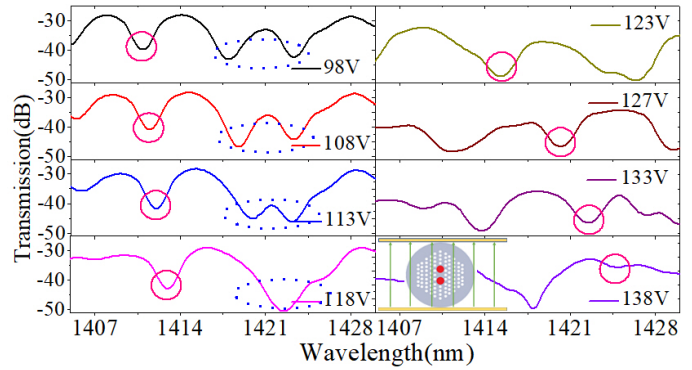 -30
-40
-50
98V
-30
-40
-50
108V
-30
-40
-50
113V
-30
-40
-50
118V
123V
127V
133V
138V
Transmission(dB)
1407 1414 1421 1428 1407 1414 1421 1428
Wavelength(nm)